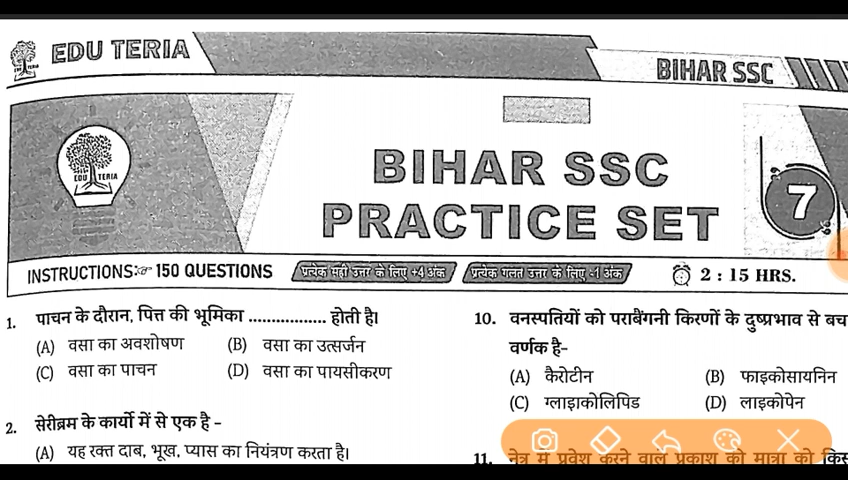 EDU TERIA
BIHAR SSC
EDU TERIA
BIHAR SSC
PRACTICE SET
7
INSTRUCTIONS:☞ 150 QUESTIONS
प्रत्येक सही उत्तर के लिए +4 अंक
प्रत्येक गलत उत्तर के लिए -1 अंक
2 : 15 HRS.
1. पाचन के दौरान, पित्त की भूमिका ................ होती है।
(A) वसा का अवशोषण (B) वसा का उत्सर्जन
(C) वसा का पाचन (D) वसा का पायसीकरण
2. सेरीब्रम के कार्यो में से एक है -
(A) यह रक्त दाब, भूख, प्यास का नियंत्रण करता है।
10. वनस्पतियों को पराबैंगनी किरणों के दुष्प्रभाव से बच
वर्णक है-
(A) कैरोटीन (B) फाइकोसायनिन
(C) ग्लाइाकोलिपिड (D) लाइकोपेन
11. नेत्र में प्रवेश करने वाले प्रकाश की मात्रा को किस